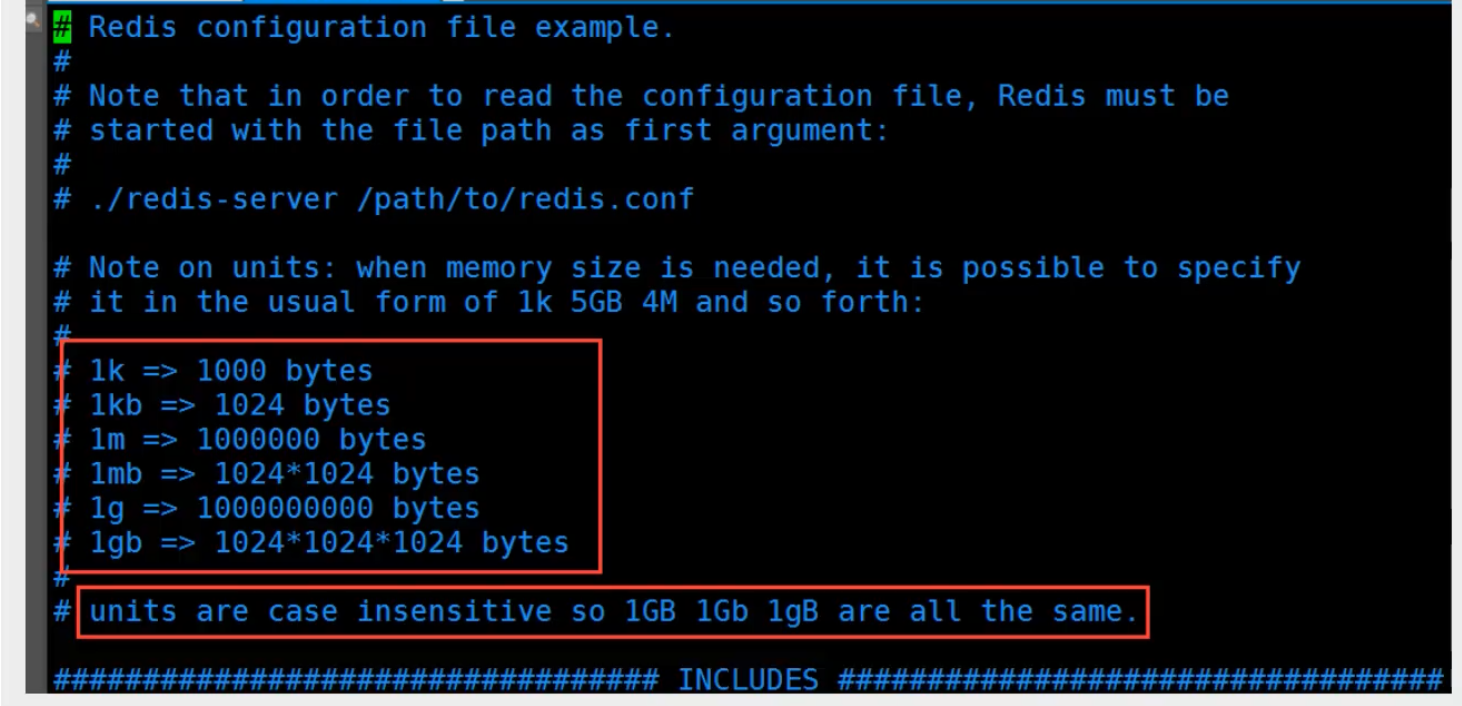 # Redis configuration file example.
#
# Note that in order to read the configuration file, Redis must be
# started with the file path as first argument:
#
# ./redis-server /path/to/redis.conf

# Note on units: when memory size is needed, it is possible to specify
# it in the usual form of 1k 5GB 4M and so forth:
#
# 1k => 1000 bytes
# 1kb => 1024 bytes
# 1m => 1000000 bytes
# 1mb => 1024*1024 bytes
# 1g => 1000000000 bytes
# 1gb => 1024*1024*1024 bytes
#
# units are case insensitive so 1GB 1Gb 1gB are all the same.

################################## INCLUDES ##################################